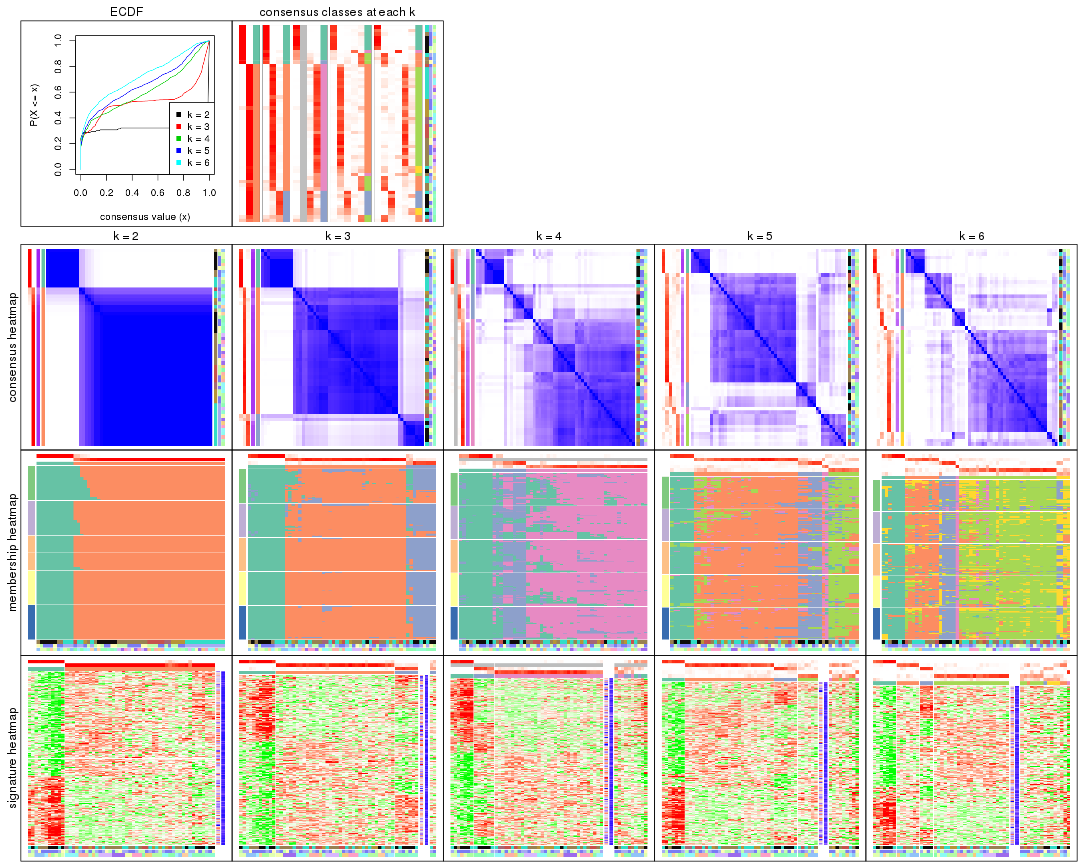 ECDF
consensus classes at each k
P(X <= x)
0.0 0.2 0.4 0.6 0.8 1.0
k = 2
k = 3
k = 4
k = 5
k = 6
0.0 0.2 0.4 0.6 0.8 1.0
consensus value (x)
k = 2
k = 3
k = 4
k = 5
k = 6
consensus heatmap
membership heatmap
signature heatmap